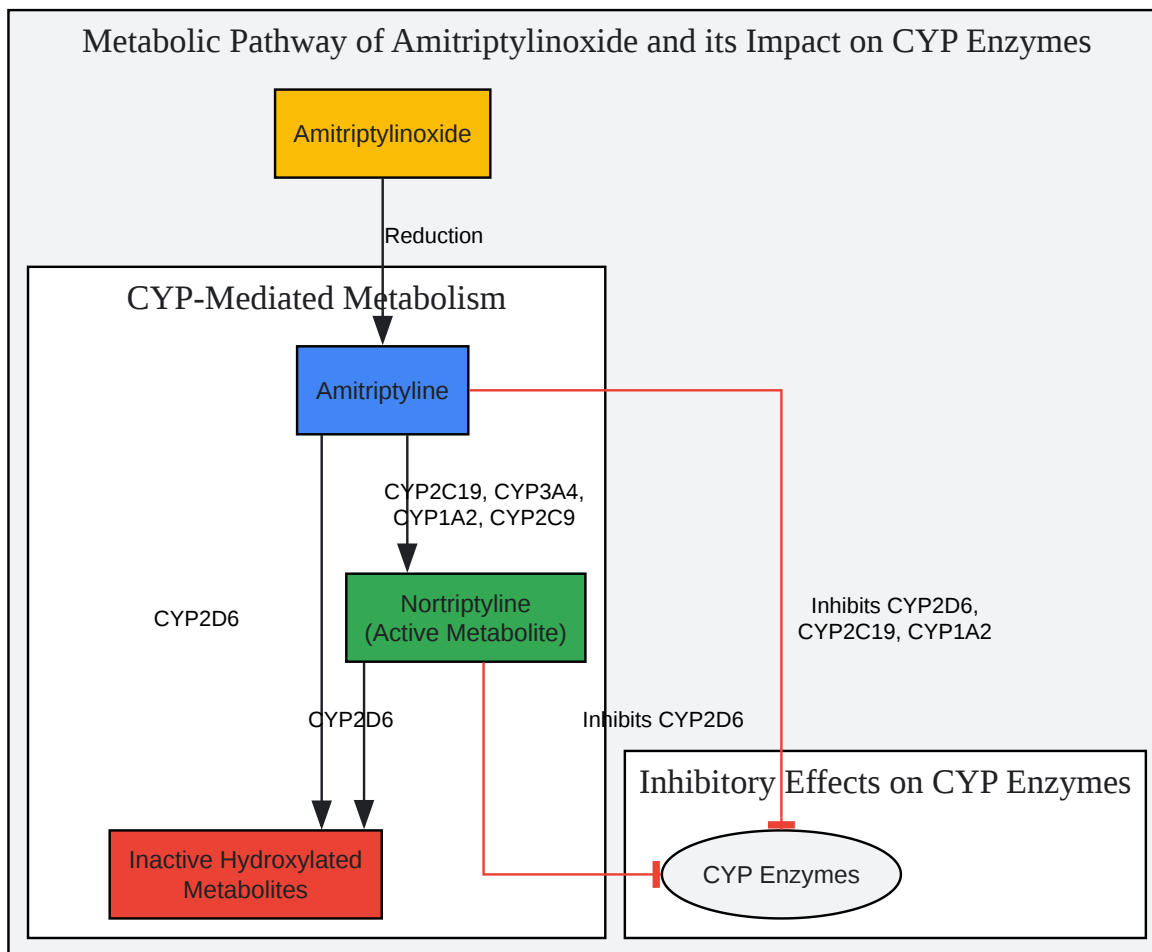 Metabolic Pathway of Amitriptylinoxide and its Impact on CYP Enzymes
Amitriptylinoxide
Reduction
CYP-Mediated Metabolism
Amitriptyline
CYP2C19, CYP3A4,
CYP1A2, CYP2C9
Nortriptyline
(Active Metabolite)
CYP2D6
Inhibits CYP2D6,
CYP2C19, CYP1A2
CYP2D6
Inhibits CYP2D6
Inhibitory Effects on CYP Enzymes
Inactive Hydroxylated
Metabolites
CYP Enzymes